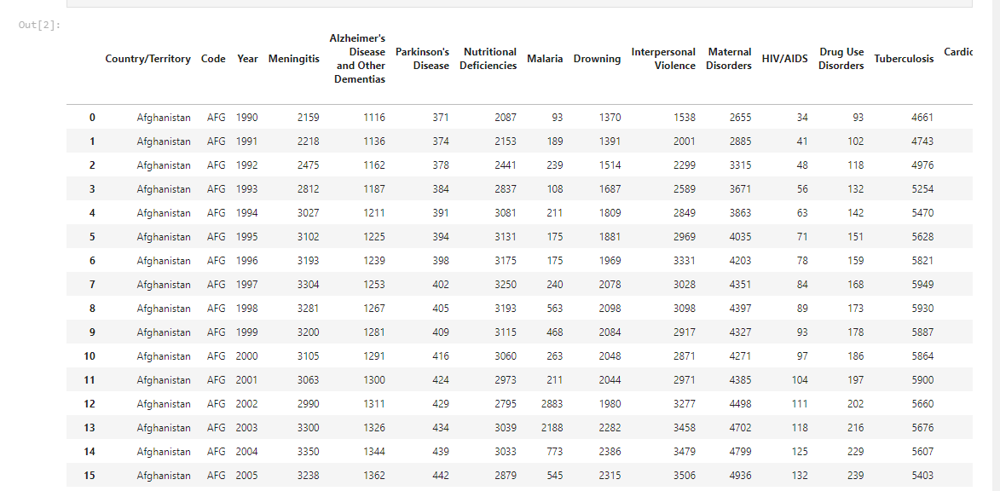 Out[2]:
Country/Territory Code Year Meningitis Alzheimer's Disease and Other Dementias Parkinson's Disease Nutritional Deficiencies Malaria Drowning Interpersonal Violence Maternal Disorders HIV/AIDS Drug Use Disorders Tuberculosis Cardio
0 Afghanistan AFG 1990 2159 1116 371 2087 93 1370 1538 2655 34 93 4661
1 Afghanistan AFG 1991 2218 1136 374 2153 189 1391 2001 2885 41 102 4743
2 Afghanistan AFG 1992 2475 1162 378 2441 239 1514 2299 3315 48 118 4976
3 Afghanistan AFG 1993 2812 1187 384 2837 108 1687 2589 3671 56 132 5254
4 Afghanistan AFG 1994 3027 1211 391 3081 211 1809 2849 3863 63 142 5470
5 Afghanistan AFG 1995 3102 1225 394 3131 175 1881 2969 4035 71 151 5628
6 Afghanistan AFG 1996 3193 1239 398 3175 175 1969 3331 4203 78 159 5821
7 Afghanistan AFG 1997 3304 1253 402 3250 240 2078 3028 4351 84 168 5949
8 Afghanistan AFG 1998 3281 1267 405 3193 563 2098 3098 4397 89 173 5930
9 Afghanistan AFG 1999 3200 1281 409 3115 468 2084 2917 4327 93 178 5887
10 Afghanistan AFG 2000 3105 1291 416 3060 263 2048 2871 4271 97 186 5864
11 Afghanistan AFG 2001 3063 1300 424 2973 211 2044 2971 4385 104 197 5900
12 Afghanistan AFG 2002 2990 1311 429 2795 2883 1980 3277 4498 111 202 5660
13 Afghanistan AFG 2003 3300 1326 434 3039 2188 2282 3458 4702 118 216 5676
14 Afghanistan AFG 2004 3350 1344 439 3033 773 2386 3479 4799 125 229 5607
15 Afghanistan AFG 2005 3238 1362 442 2879 545 2315 3506 4936 132 239 5403